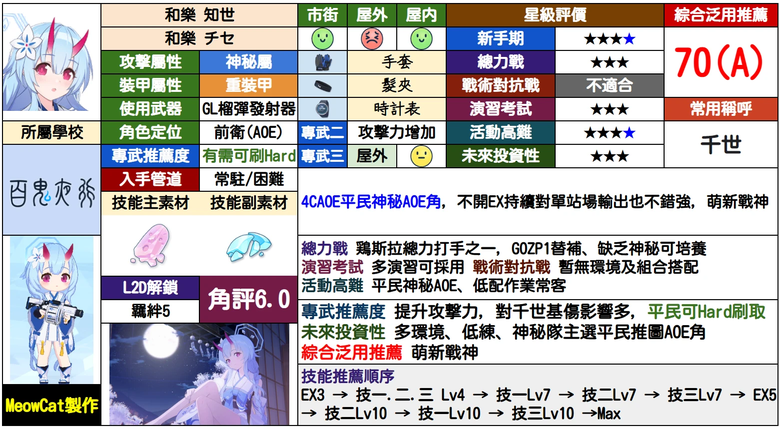 和樂 知世
市街
屋外
屋内
星級評價
綜合泛用推薦
和樂 チセ
新手期
★★★★
70(A)
攻擊屬性
神秘屬
手套
總力戰
★★★
裝甲屬性
重裝甲
髮夾
戰術對抗戰
不適合
使用武器
GL榴彈發射器
時計表
演習考試
★★★
常用稱呼
所屬學校
角色定位
前衛(AOE)
專武二
攻擊力增加
活動高難
★★★★
千世
專武推薦度
有需可刷Hard
專武三
屋外
未來投資性
★★★
百鬼夜行
入手管道
常駐/困難
4CAOE平民神秘AOE角，不開EX持續對單站場輸出也不錯強，萌新戰神
技能主素材
技能副素材
總力戰 鶏斯拉總力打手之一，GOZP1替補、缺乏神秘可培養
演習考試 多演習可採用 戰術對抗戰 暫無環境及組合搭配
活動高難 平民神秘AOE、低配作業常客
L2D解鎖
羈絆5
角評6.0
專武推薦度 提升攻擊力，對千世基傷影響多，平民可Hard刷取
未來投資性 多環境、低練、神秘隊主選平民推圖AOE角
綜合泛用推薦 萌新戰神
技能推薦順序
EX3 → 技一.二.三 Lv4 → 技一Lv7 → 技二Lv7 → 技三Lv7 → EX5
→ 技二Lv10 → 技一Lv10 → 技三Lv10 →Max
MeowCat製作